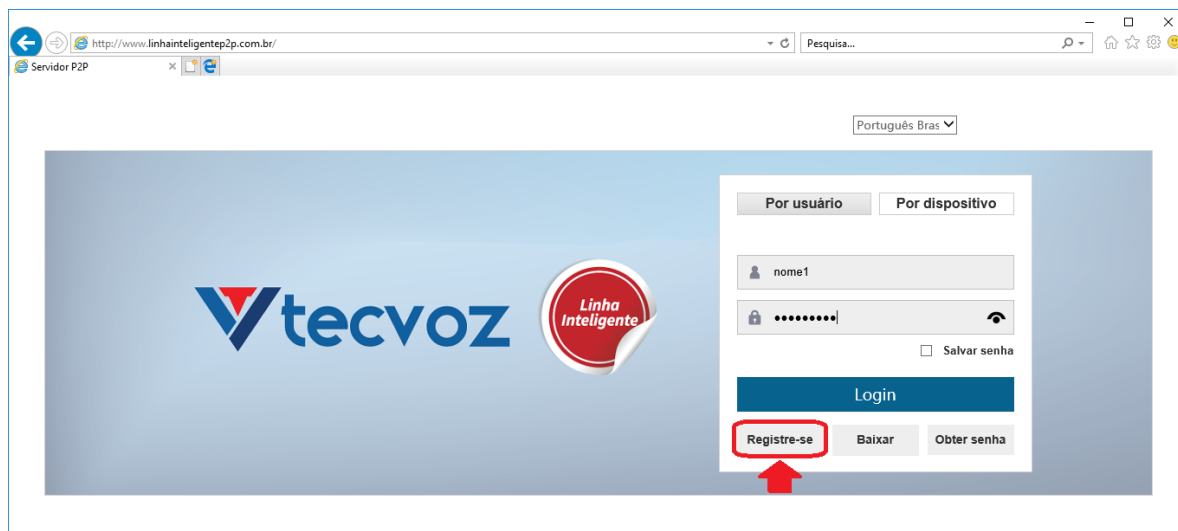 http://www.linhainteligentep2p.com.br/
Pesquisa...
Servidor P2P
Português Bras
Por usuário
Por dispositivo
tecvoz
Linha
Inteligente
nome1
•••••••••
Salvar senha
Login
Registre-se
Baixar
Obter senha